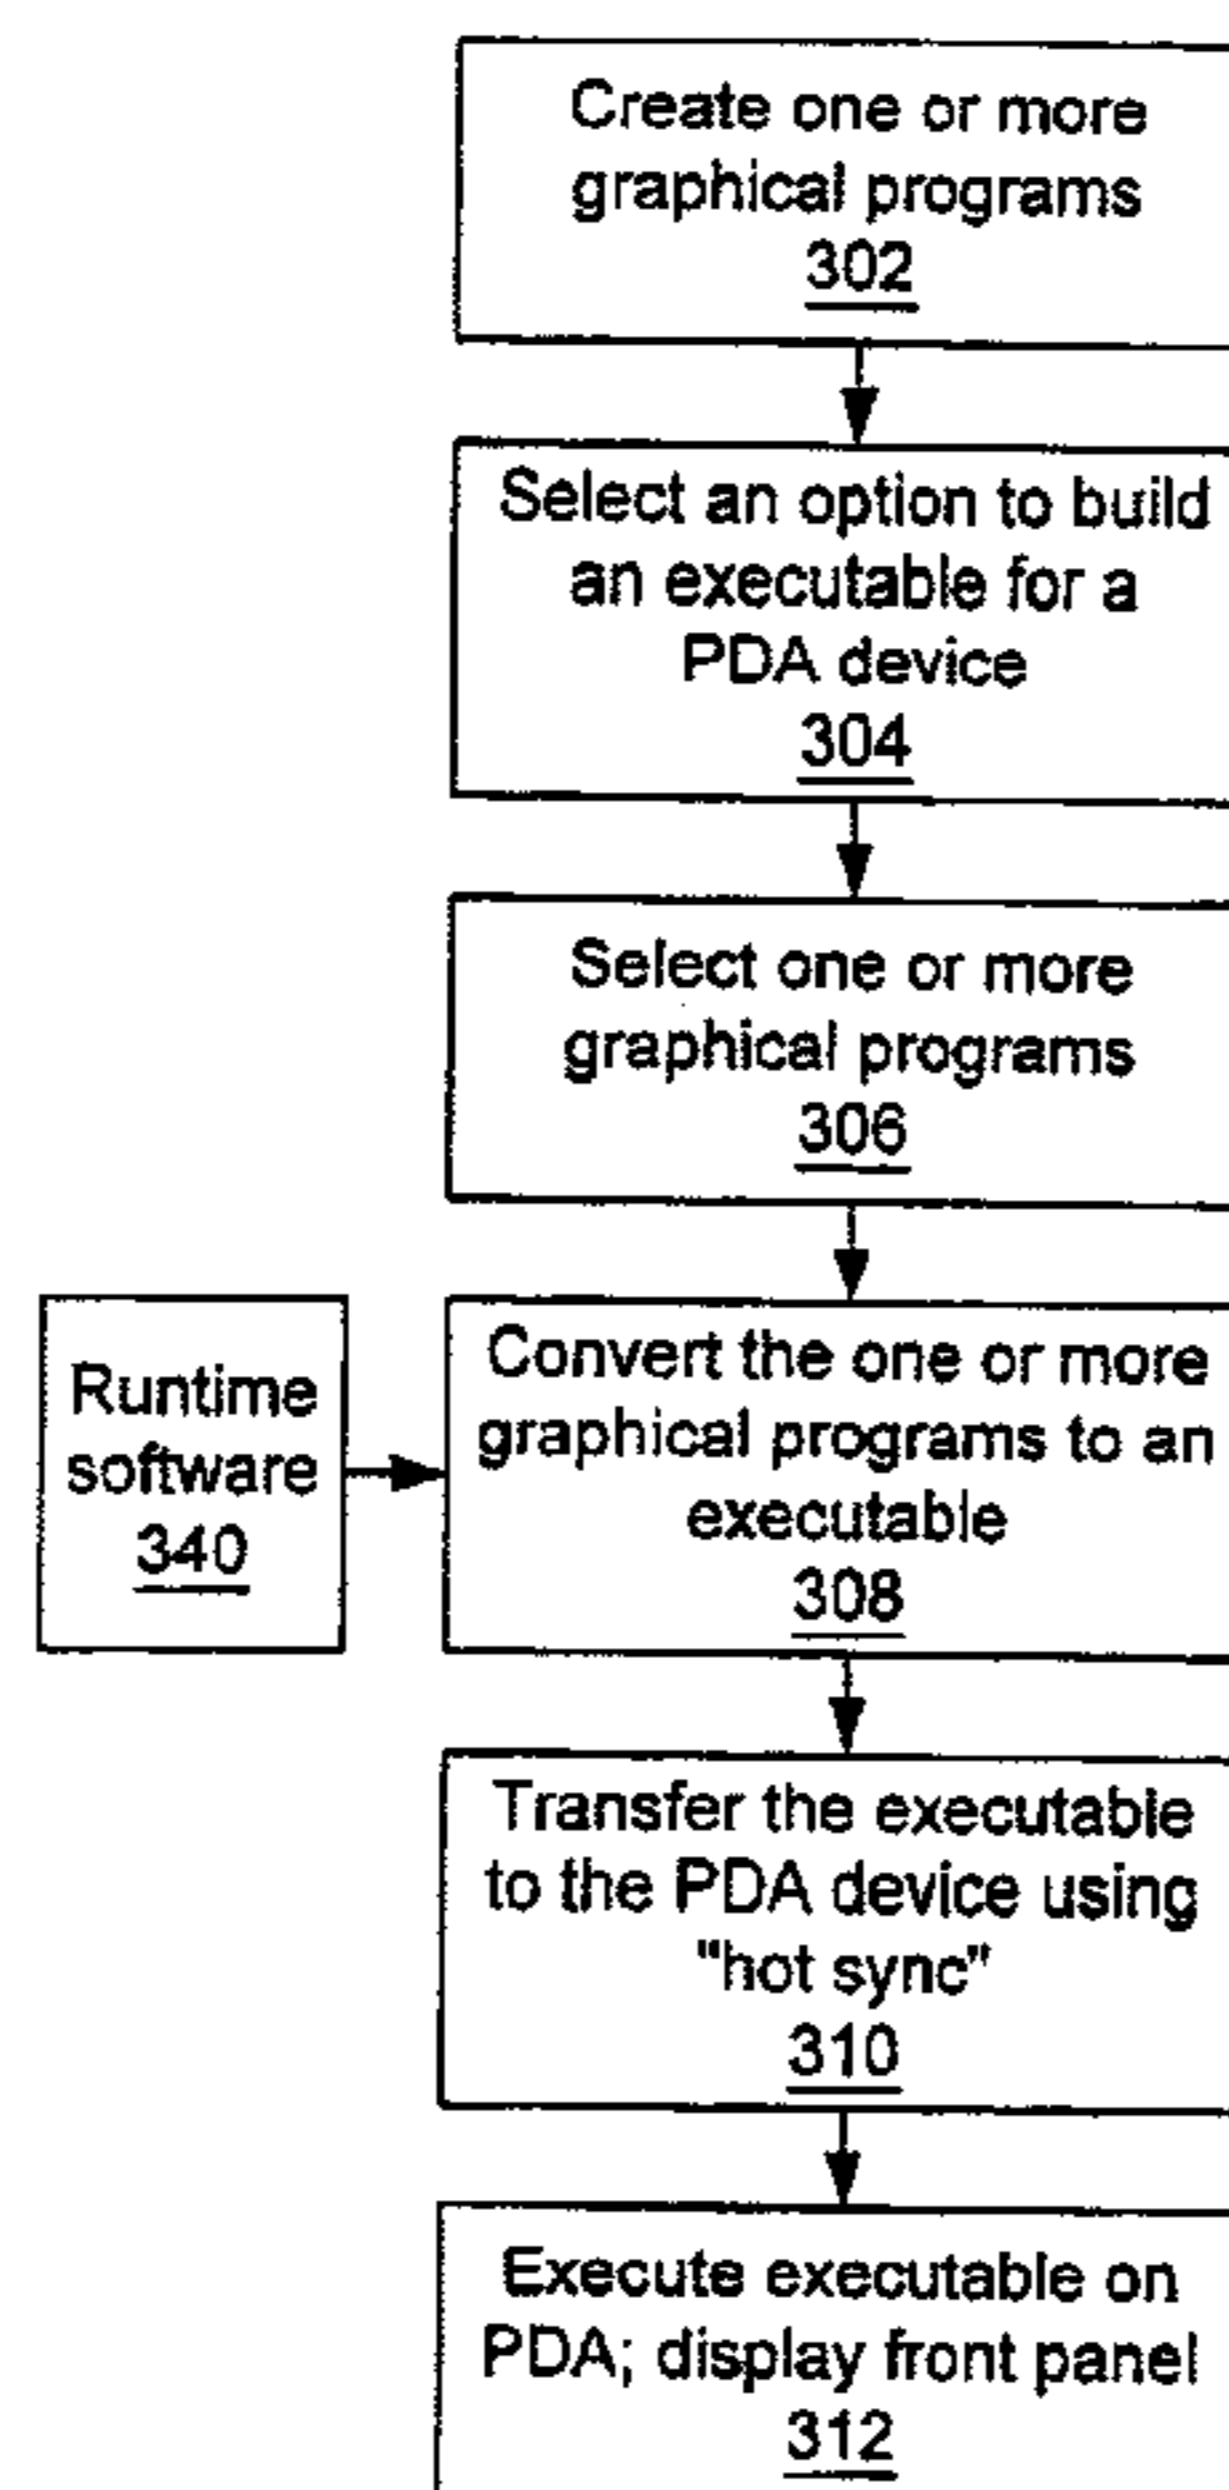 Create one or more
graphical programs
302
Select an option to build
an executable for a
PDA device
304
Select one or more
graphical programs
306
Runtime
software
340
Convert the one or more
graphical programs to an
executable
308
Transfer the executable
to the PDA device using
"hot sync"
310
Execute executable on
PDA; display front panel
312